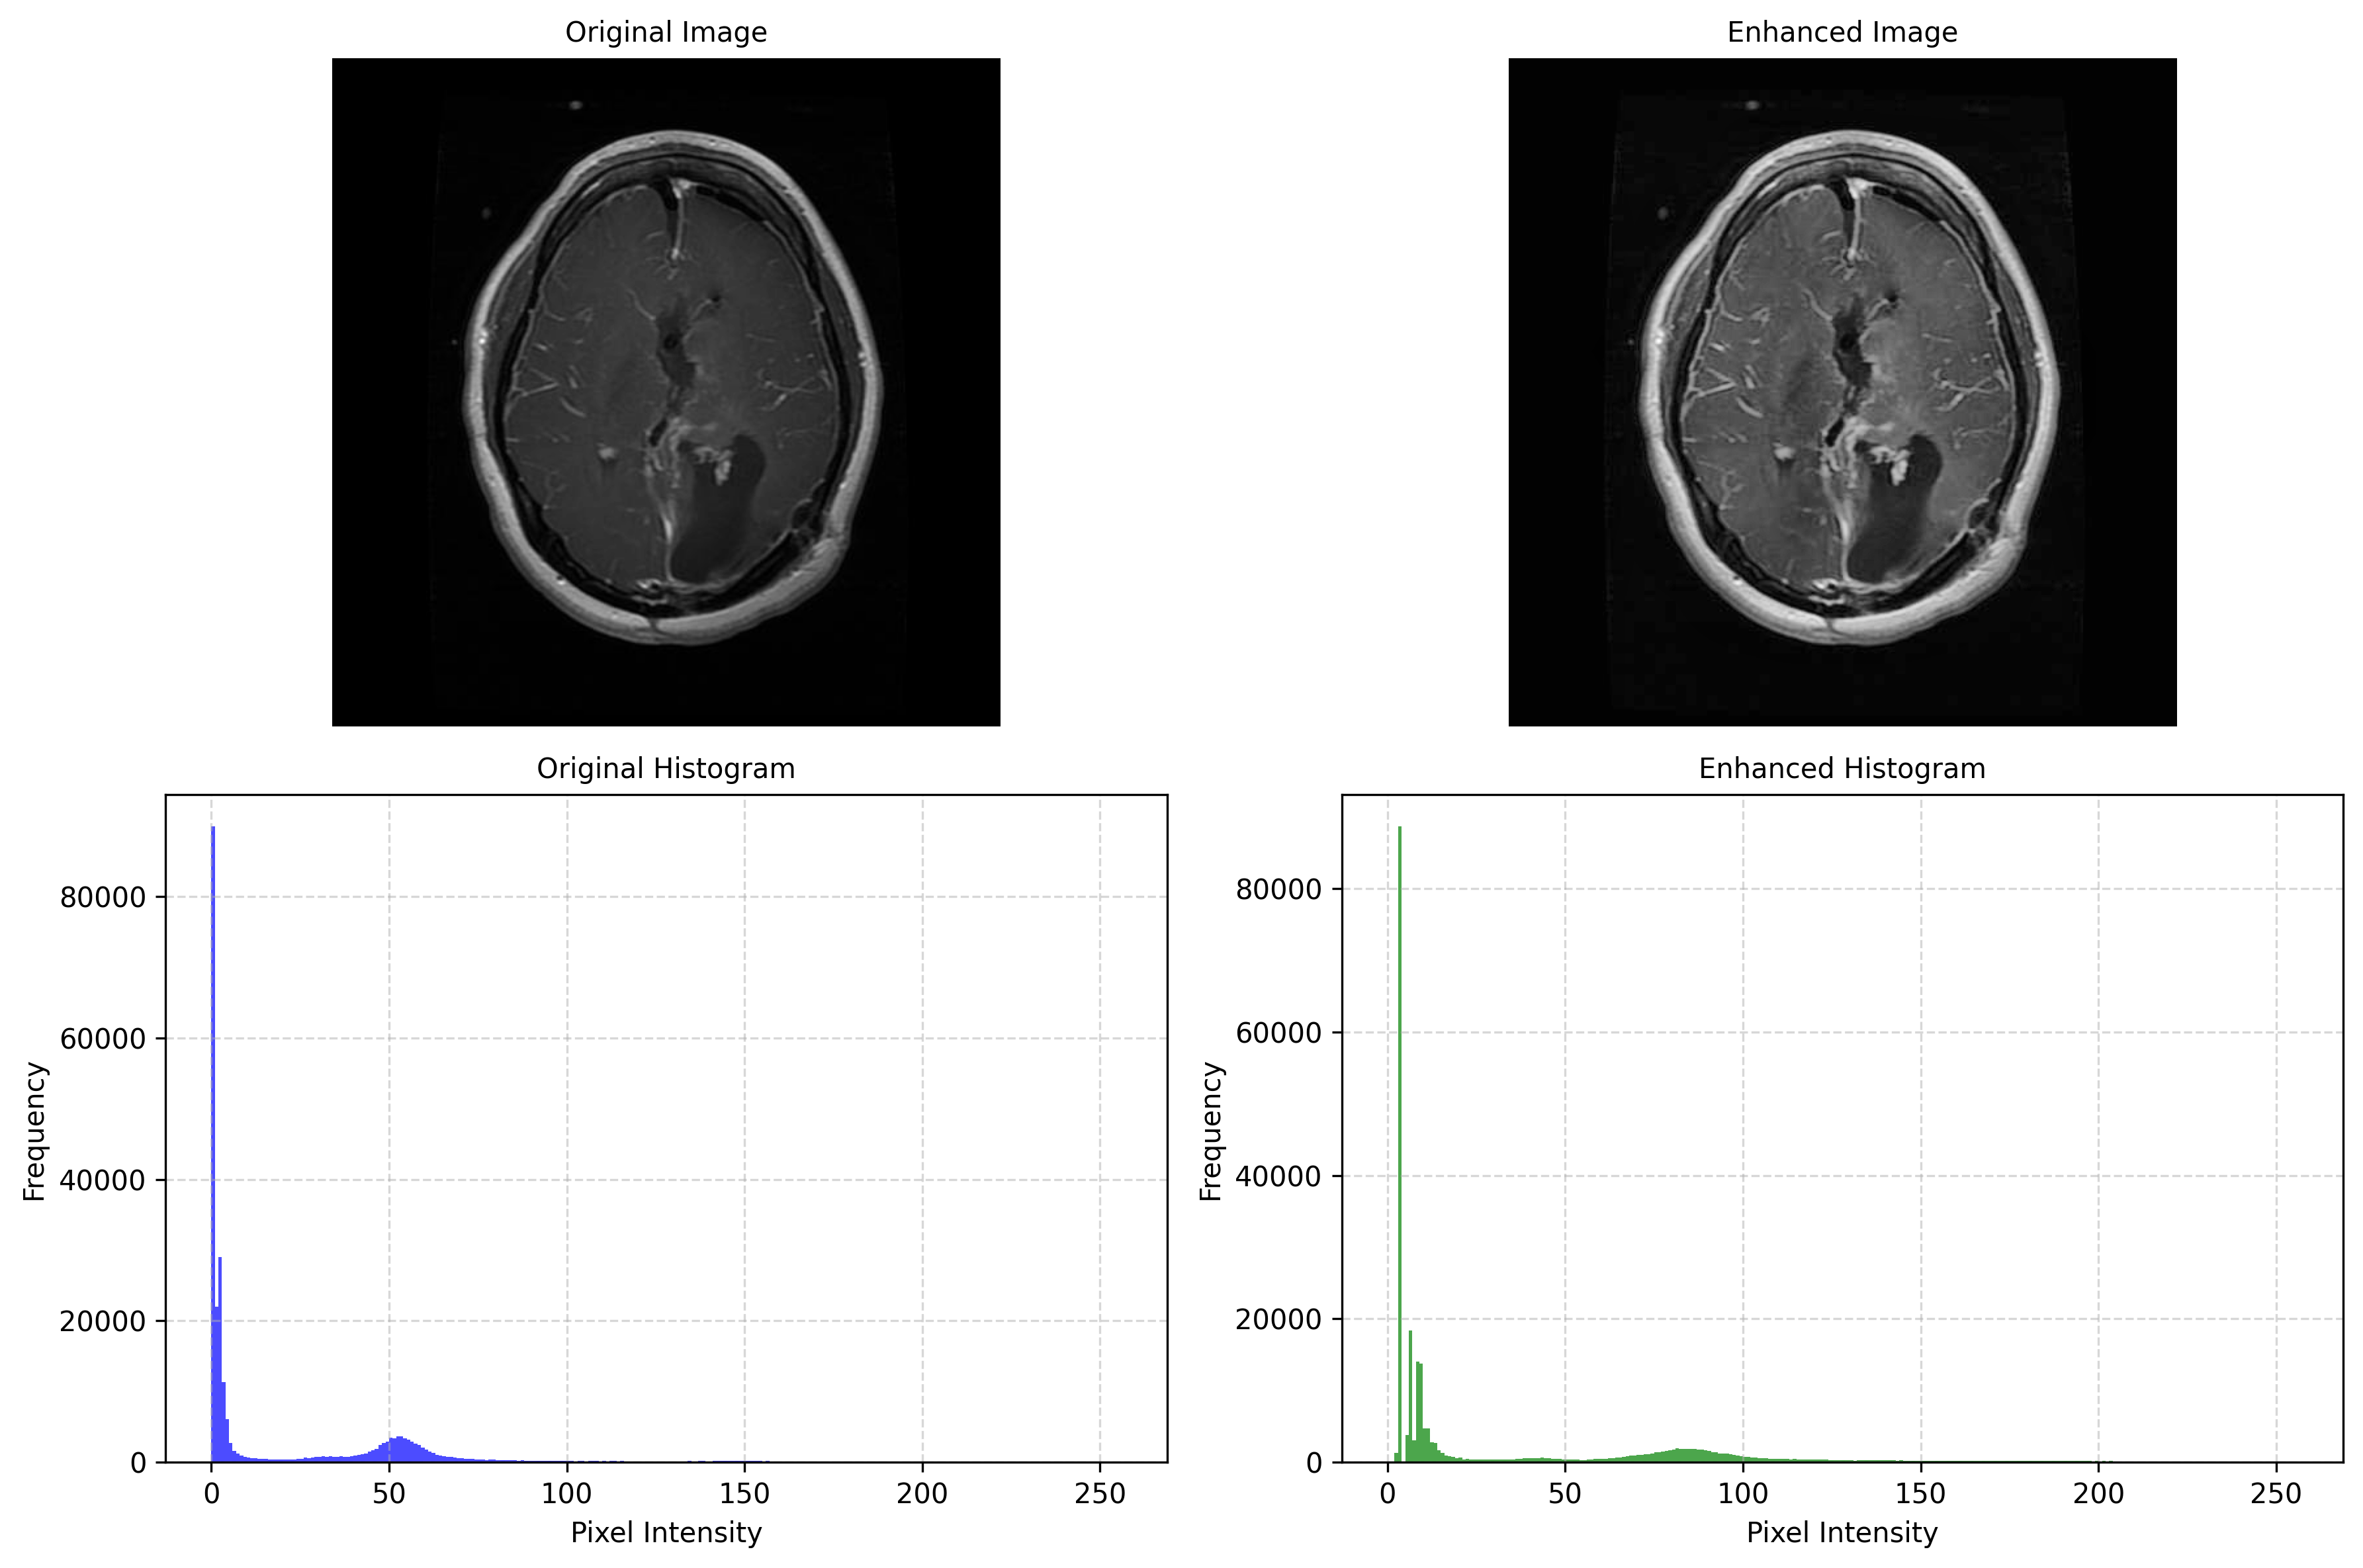 Original Image
Enhanced Image
Original Histogram
Enhanced Histogram
80000
60000
40000
20000
0
Frequency
0 50 100 150 200 250
Pixel Intensity
80000
60000
40000
20000
0
Frequency
0 50 100 150 200 250
Pixel Intensity